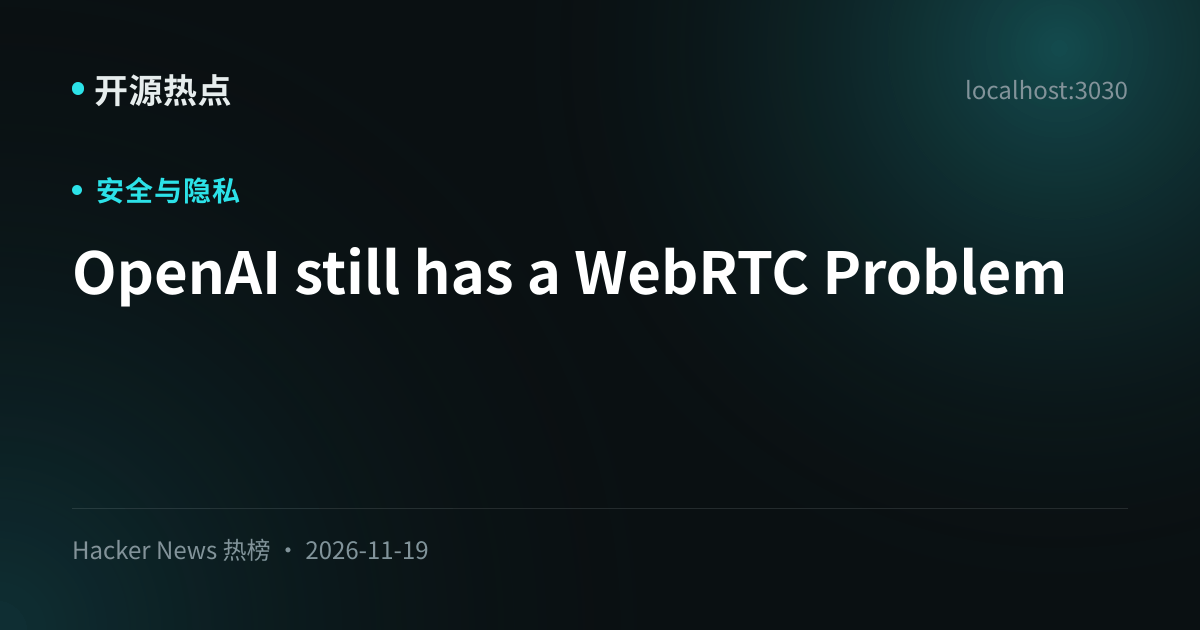 开源热点
localhost:3030
安全与隐私
OpenAI still has a WebRTC Problem
Hacker News 热榜 · 2026-11-19